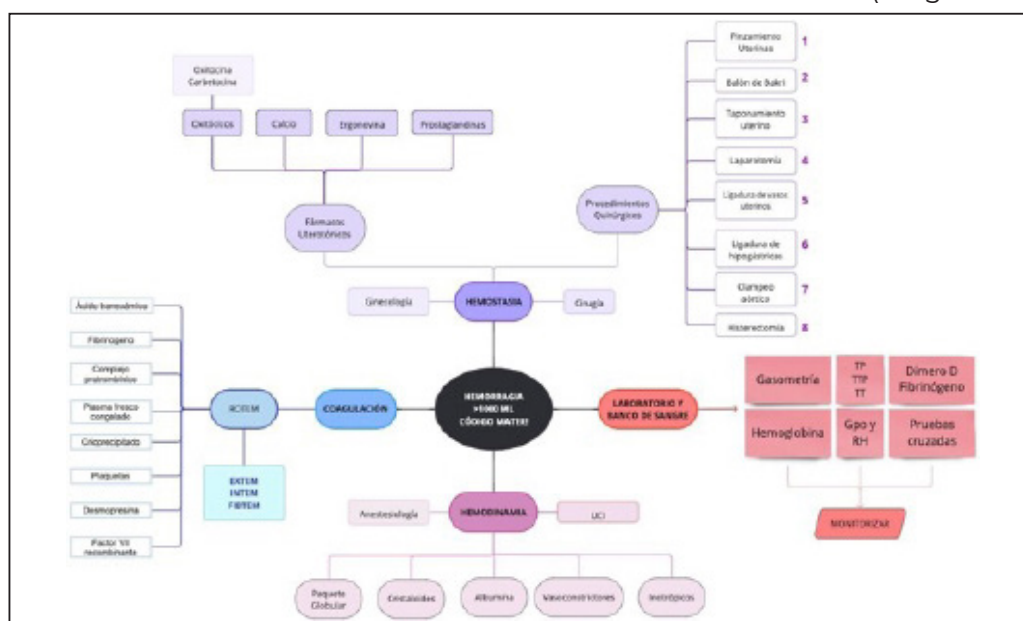 Pinzamiento
Uterinas
1
Balón de Bakri
2
Taponamiento
uterino
3
Laparotomía
4
Ligadura de vasos
uterinos
5
Ligadura de
hipogástricas
6
Clampeo
aórtico
7
Histerectomía
8
Procedimientos
Quirúrgicos
Oxitocina
Carbetocina
Calcio
Ergonovina
Prostaglandinas
Fármacos
Uterotónicos
Ginecología
HEMOSTASIA
Cirugía
Ácido tranexámico
Fibrinógeno
Complejo
protrombínico
Plasma fresco
congelado
Crioprecipitado
Plaquetas
Desmopresina
Factor VII
recombinante
ROTEM
EXTEM
INTEM
FIBTEM
COAGULACIÓN
HEMORRAGIA
>1000 ML
CÓDIGO MATER
LABORATORIO Y
BANCO DE SANGRE
Gasometría
TP
TTP
TT
Dímero D
Fibrinógeno
Hemoglobina
Gpo y
RH
Pruebas
cruzadas
MONITORIZAR
Anestesiología
HEMODINAMIA
UCI
Paquete
Globular
Cristaloides
Albumina
Vasoconstrictores
Inotrópicos